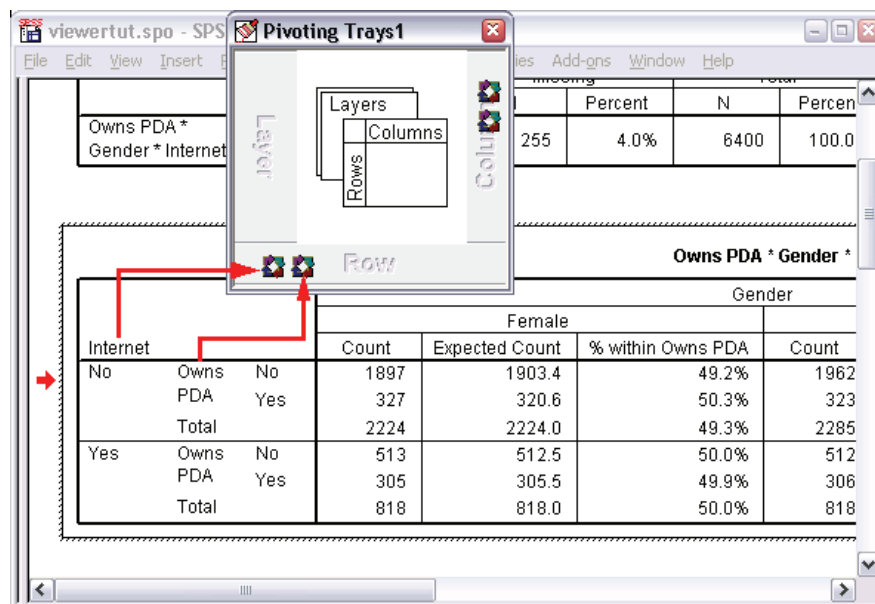 viewertut.spo - SPS
Pivoting Trays1
File Edit View Insert Add-ons Window Help
Percent N Percen
Owns PDA *
Gender * Internet 255 4.0% 6400 100.0
Layer
Layers
Columns
Rows
Colum
Row
Owns PDA * Gender *
Gender
Female
Internet Count Expected Count % within Owns PDA Count
No Owns PDA No 1897 1903.4 49.2% 1962
Yes 327 320.6 50.3% 323
Total 2224 2224.0 49.3% 2285
Yes Owns PDA No 513 512.5 50.0% 512
Yes 305 305.5 49.9% 306
Total 818 818.0 50.0% 818